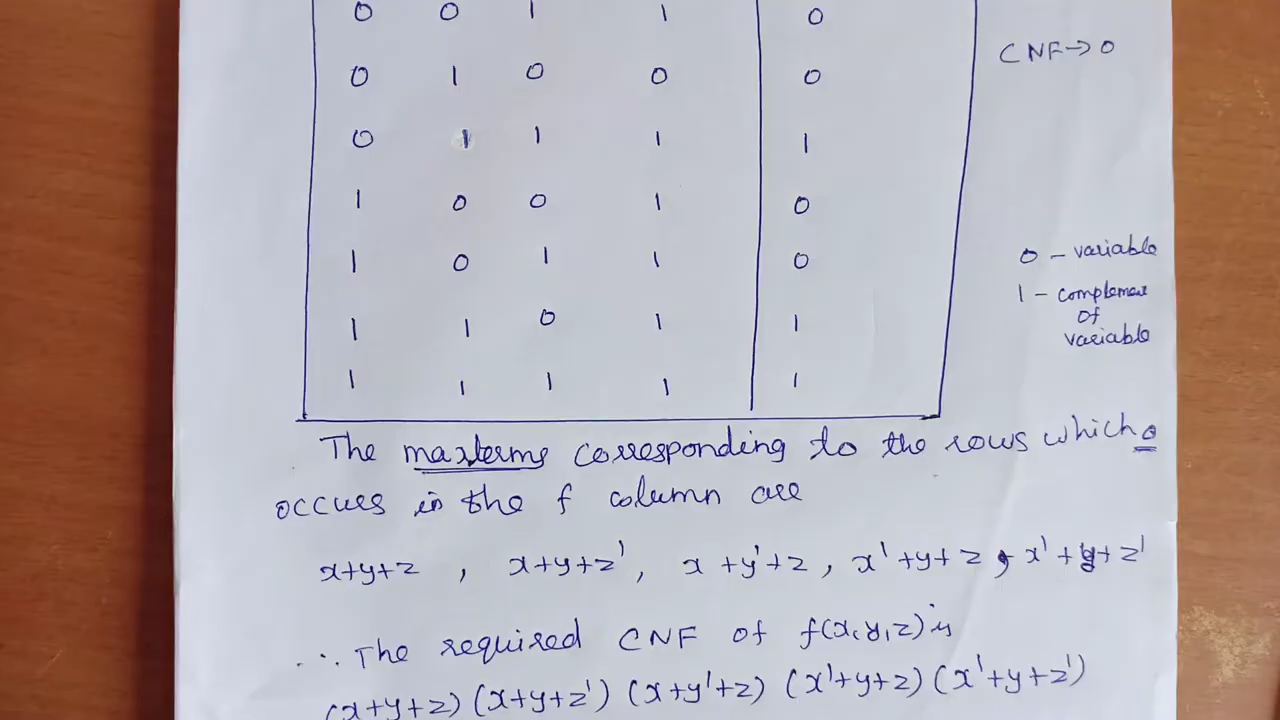 0 0 1 1 0
CNF→0
0 1 0 0 0
0 1 1 1 1
1 0 0 1 0
0 - variable
1 0 1 1 0
1 - complement
of
variable
1 1 0 1 1
1 1 1 1 1
The maxterms corresponding to the rows which 0
occurs in the f column are
x+y+z , x+y+z', x+y'+z, x'+y+z, x'+y+z'
∴ The required CNF of f(x,y,z) is
(x+y+z) (x+y+z') (x+y'+z) (x'+y+z) (x'+y+z')